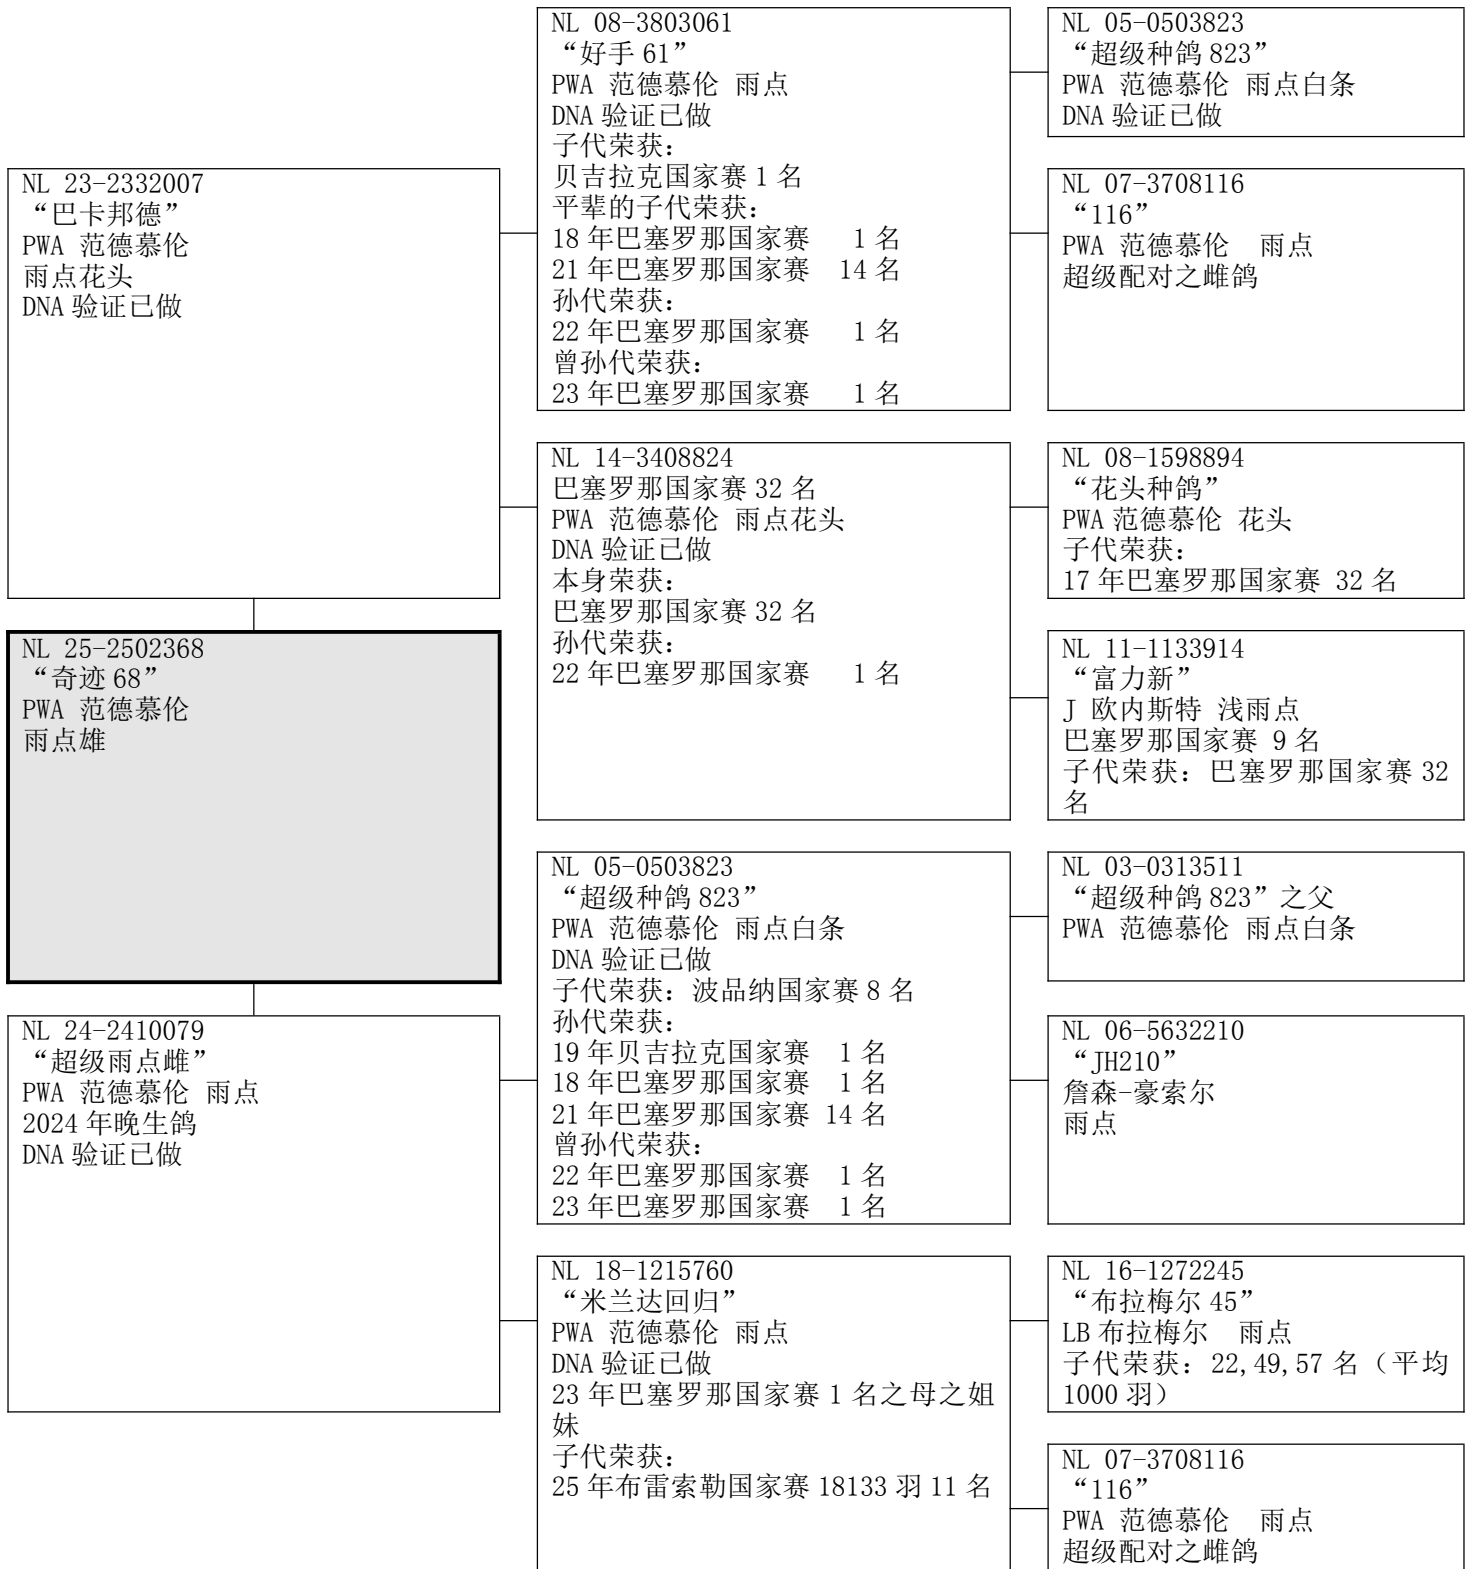 NL 23-2332007
“巴卡邦德”
PWA 范德慕伦
雨点花头
DNA 验证已做
NL 25-2502368
“奇迹 68”
PWA 范德慕伦
雨点雄
NL 24-2410079
“超级雨点雌”
PWA 范德慕伦 雨点
2024 年晚生鸽
DNA 验证已做
NL 08-3803061
“好手 61”
PWA 范德慕伦 雨点
DNA 验证已做
子代荣获：
贝吉拉克国家赛 1 名
平辈的子代荣获：
18 年巴塞罗那国家赛 1 名
21 年巴塞罗那国家赛 14 名
孙代荣获：
22 年巴塞罗那国家赛 1 名
曾孙代荣获：
23 年巴塞罗那国家赛 1 名
NL 14-3408824
巴塞罗那国家赛 32 名
PWA 范德慕伦 雨点花头
DNA 验证已做
本身荣获：
巴塞罗那国家赛 32 名
孙代荣获：
22 年巴塞罗那国家赛 1 名
NL 05-0503823
“超级种鸽 823”
PWA 范德慕伦 雨点白条
DNA 验证已做
子代荣获：波品纳国家赛 8 名
孙代荣获：
19 年贝吉拉克国家赛 1 名
18 年巴塞罗那国家赛 1 名
21 年巴塞罗那国家赛 14 名
曾孙代荣获：
22 年巴塞罗那国家赛 1 名
23 年巴塞罗那国家赛 1 名
NL 18-1215760
“米兰达回归”
PWA 范德慕伦 雨点
DNA 验证已做
23 年巴塞罗那国家赛 1 名之母之姐
妹
子代荣获：
25 年布雷索勒国家赛 18133 羽 11 名
NL 05-0503823
“超级种鸽 823”
PWA 范德慕伦 雨点白条
DNA 验证已做
NL 07-3708116
“116”
PWA 范德慕伦 雨点
超级配对之雌鸽
NL 08-1598894
“花头种鸽”
PWA 范德慕伦 花头
子代荣获：
17 年巴塞罗那国家赛 32 名
NL 11-1133914
“富力新”
J 欧内斯特 浅雨点
巴塞罗那国家赛 9 名
子代荣获：巴塞罗那国家赛 32
名
NL 03-0313511
“超级种鸽 823”之父
PWA 范德慕伦 雨点白条
NL 06-5632210
“JH210”
詹森-豪索尔
雨点
NL 16-1272245
“布拉梅尔 45”
LB 布拉梅尔 雨点
子代荣获：22,49,57 名（平均
1000 羽）
NL 07-3708116
“116”
PWA 范德慕伦 雨点
超级配对之雌鸽